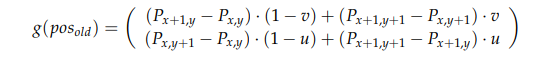 g(pos_old) = ( (P_{x+1,y} − P_{x,y}) · (1 − v) + (P_{x+1,y+1} − P_{x,y+1}) · v
(P_{x,y+1} − P_{x,y}) · (1 − u) + (P_{x+1,y+1} − P_{x+1,y}) · u )